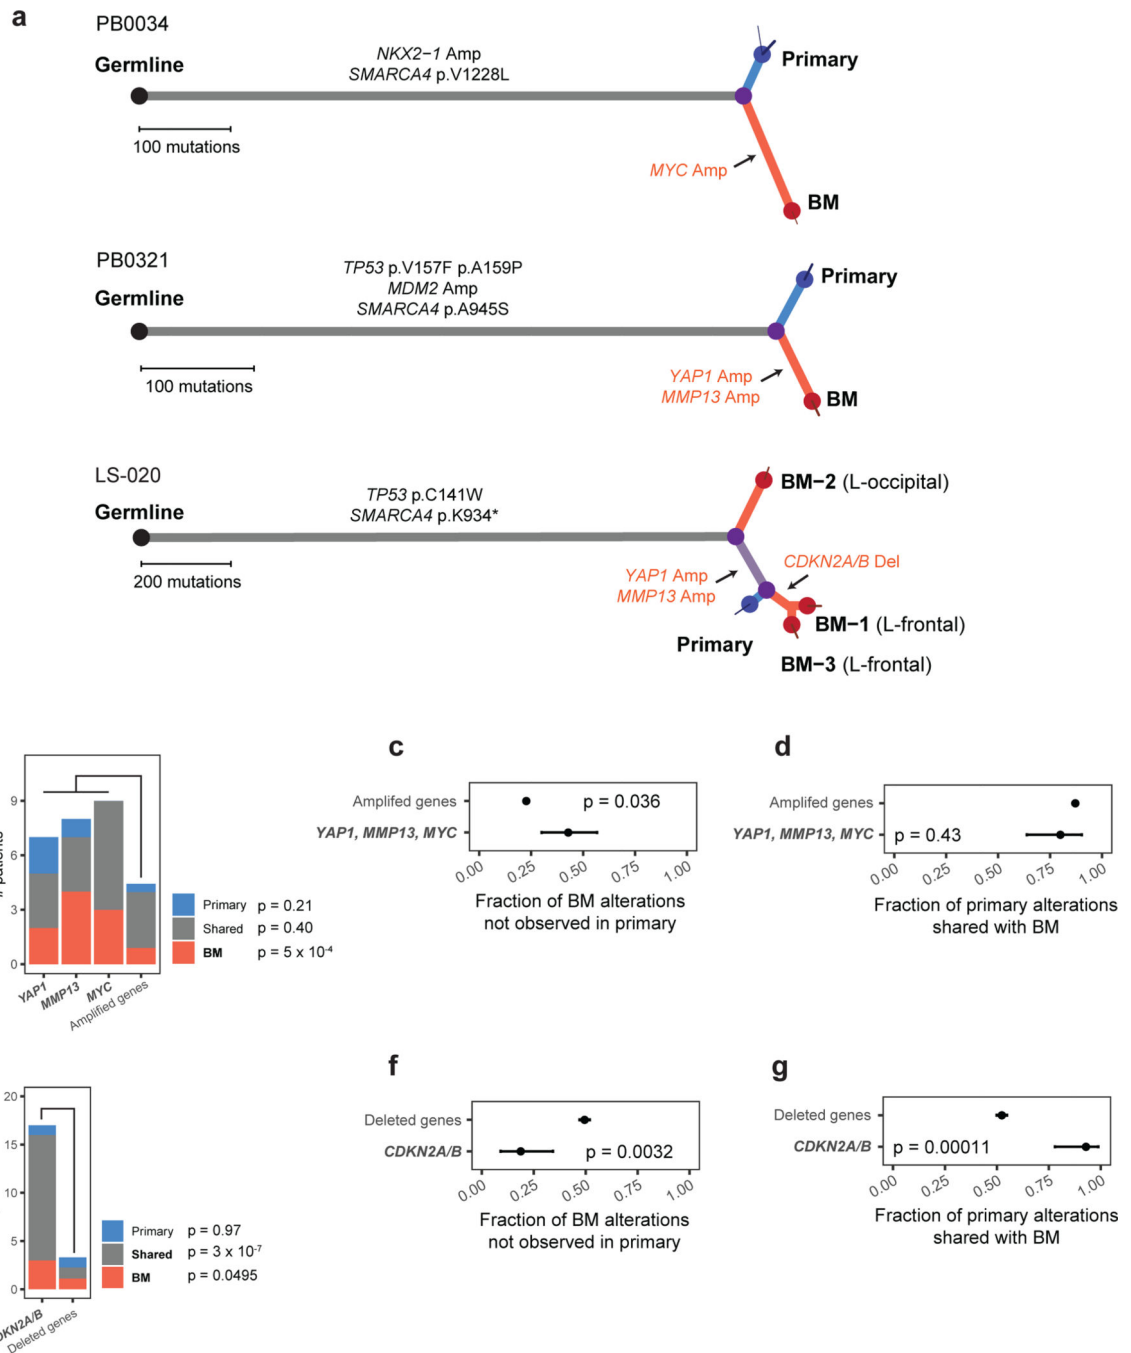 a
PB0034
Germline
NKX2−1 Amp
SMARCA4 p.V1228L
Primary
100 mutations
MYC Amp
BM
PB0321
Germline
TP53 p.V157F p.A159P
MDM2 Amp
SMARCA4 p.A945S
Primary
100 mutations
YAP1 Amp
MMP13 Amp
BM
LS-020
Germline
TP53 p.C141W
SMARCA4 p.K934*
BM−2 (L-occipital)
200 mutations
YAP1 Amp
MMP13 Amp
CDKN2A/B Del
BM−1 (L-frontal)
Primary
BM−3 (L-frontal)
9
6
3
0
YAP1
MMP13
MYC
Amplified genes
Primary p = 0.21
Shared p = 0.40
BM p = 5 x 10⁻⁴
c
Amplifed genes
YAP1, MMP13, MYC
p = 0.036
0.00 0.25 0.50 0.75 1.00
Fraction of BM alterations
not observed in primary
d
Amplifed genes
YAP1, MMP13, MYC
p = 0.43
0.00 0.25 0.50 0.75 1.00
Fraction of primary alterations
shared with BM
20
15
10
5
0
DKN2A/B
Deleted genes
Primary p = 0.97
Shared p = 3 x 10⁻⁷
BM p = 0.0495
f
Deleted genes
CDKN2A/B
p = 0.0032
0.00 0.25 0.50 0.75 1.00
Fraction of BM alterations
not observed in primary
g
Deleted genes
CDKN2A/B
p = 0.00011
0.00 0.25 0.50 0.75 1.00
Fraction of primary alterations
shared with BM